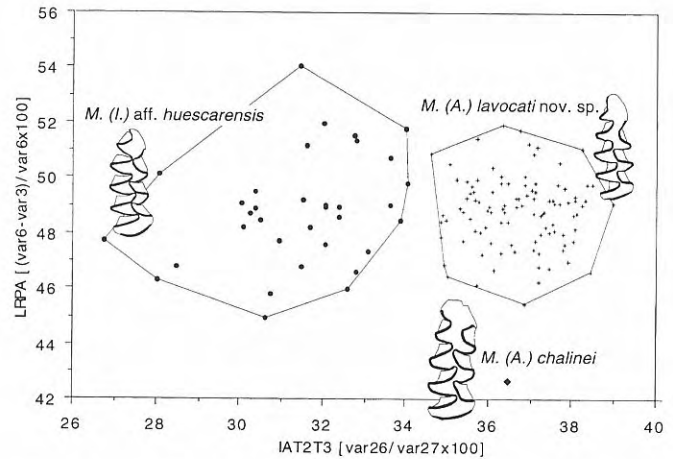 56
54
52
50
48
46
44
42
LRPA [(var6-var3)/var6x100]
M. (I.) aff. huescarensis
M. (A.) lavocati nov. sp.
M. (A.) chalinei
26 28 30 32 34 36 38 40
IAT2T3 [var26/var27x100]